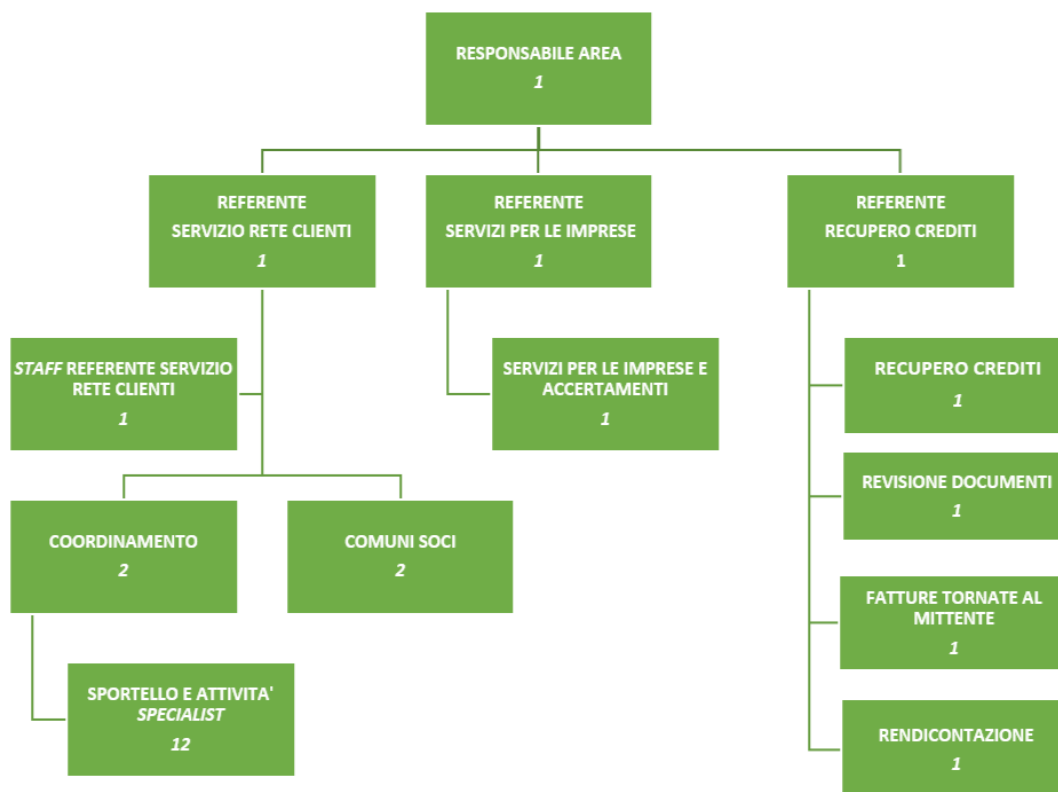 RESPONSABILE AREA
1
REFERENTE
SERVIZIO RETE CLIENTI
1
REFERENTE
SERVIZI PER LE IMPRESE
1
REFERENTE
RECUPERO CREDITI
1
STAFF REFERENTE SERVIZIO
RETE CLIENTI
1
SERVIZI PER LE IMPRESE E
ACCERTAMENTI
1
RECUPERO CREDITI
1
REVISIONE DOCUMENTI
1
COORDINAMENTO
2
COMUNI SOCI
2
FATTURE TORNATE AL
MITTENTE
1
SPORTELLO E ATTIVITA'
SPECIALIST
12
RENDICONTAZIONE
1